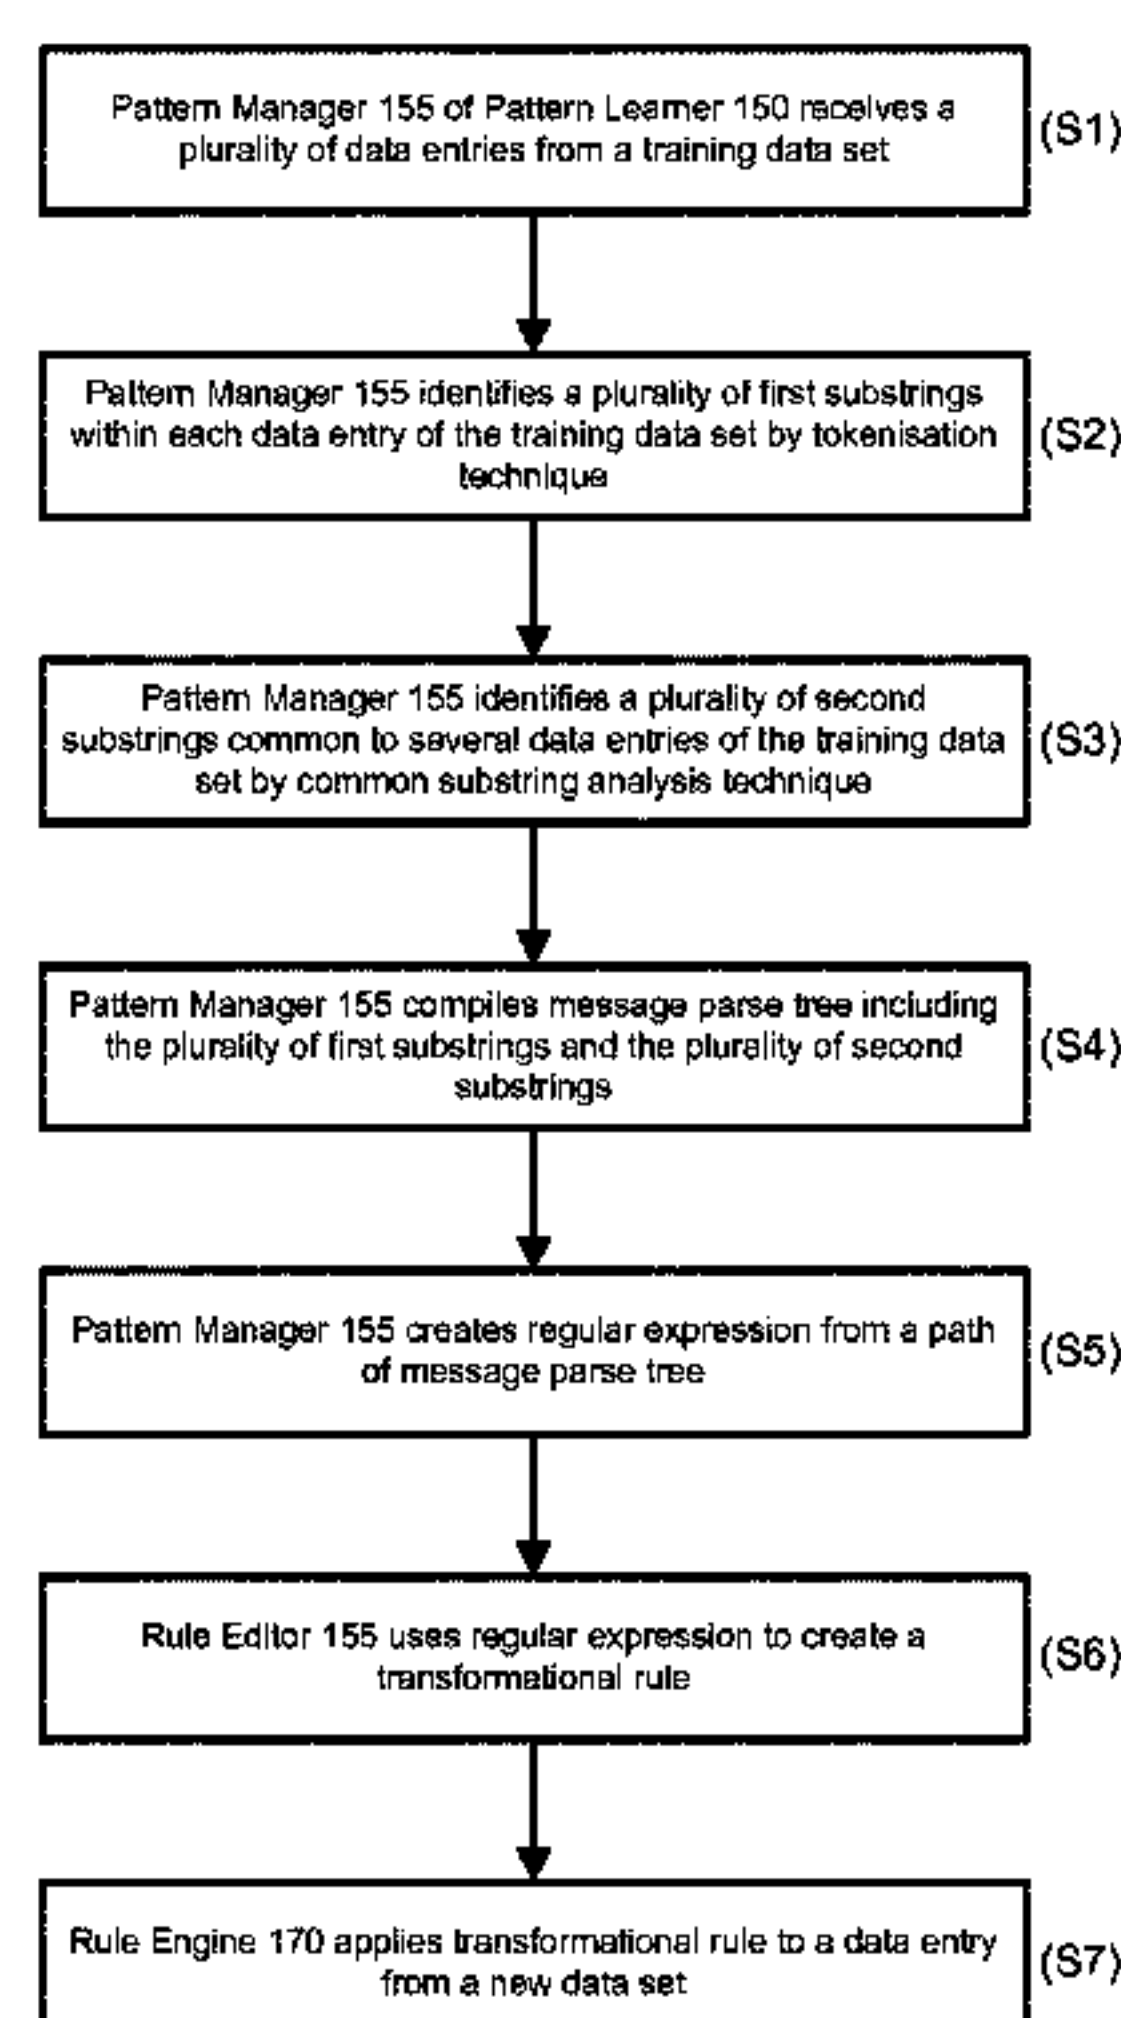 Pattern Manager 155 of Pattern Learner 150 receives a
plurality of data entries from a training data set
(S1)
Pattern Manager 155 identifies a plurality of first substrings
within each data entry of the training data set by tokenisation
technique
(S2)
Pattern Manager 155 identifies a plurality of second
substrings common to several data entries of the training data
set by common substring analysis technique
(S3)
Pattern Manager 155 compiles message parse tree including
the plurality of first substrings and the plurality of second
substrings
(S4)
Pattern Manager 155 creates regular expression from a path
of message parse tree
(S5)
Rule Editor 155 uses regular expression to create a
transformational rule
(S6)
Rule Engine 170 applies transformational rule to a data entry
from a new data set
(S7)